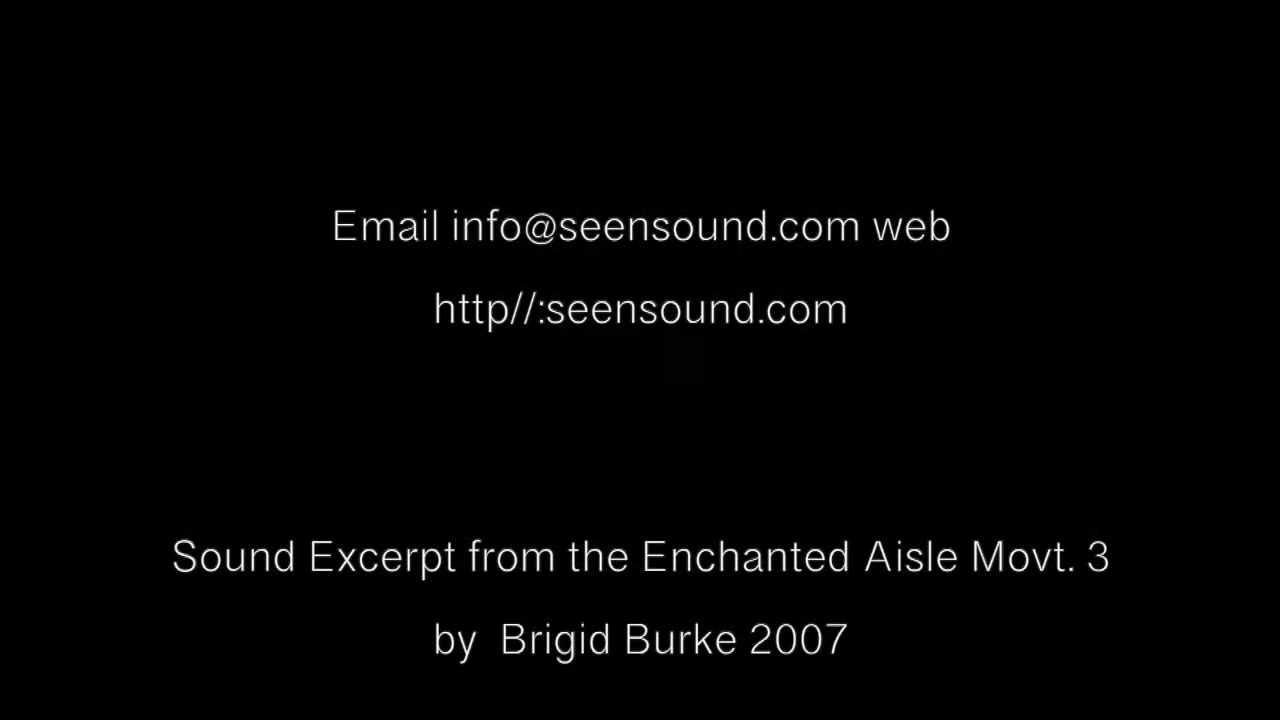 Email info@seensound.com web
http//:seensound.com
Sound Excerpt from the Enchanted Aisle Movt. 3
by  Brigid Burke 2007